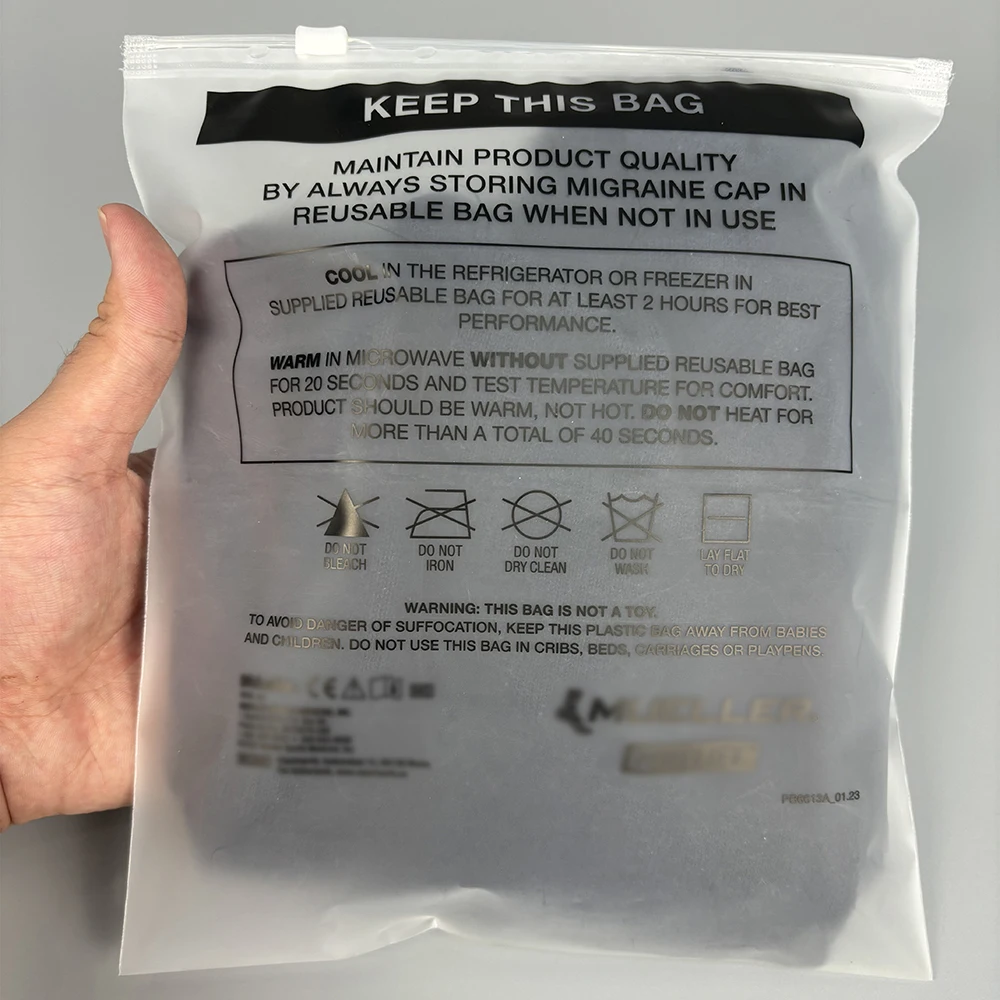 KEEP THIS BAG
MAINTAIN PRODUCT QUALITY
BY ALWAYS STORING MIGRAINE CAP IN
REUSABLE BAG WHEN NOT IN USE
COOL IN THE REFRIGERATOR OR FREEZER IN
SUPPLIED REUSABLE BAG FOR AT LEAST 2 HOURS FOR BEST
PERFORMANCE.
WARM IN MICROWAVE WITHOUT SUPPLIED REUSABLE BAG
FOR 20 SECONDS AND TEST TEMPERATURE FOR COMFORT.
PRODUCT SHOULD BE WARM, NOT HOT. DO NOT HEAT FOR
MORE THAN A TOTAL OF 40 SECONDS.
DO NOT BLEACH
DO NOT IRON
DO NOT DRY CLEAN
DO NOT WASH
LAY FLAT TO DRY
WARNING: THIS BAG IS NOT A TOY.
TO AVOID DANGER OF SUFFOCATION, KEEP THIS PLASTIC BAG AWAY FROM BABIES
AND CHILDREN. DO NOT USE THIS BAG IN CRIBS, BEDS, CARRIAGES OR PLAYPENS.
CE
MUELLER